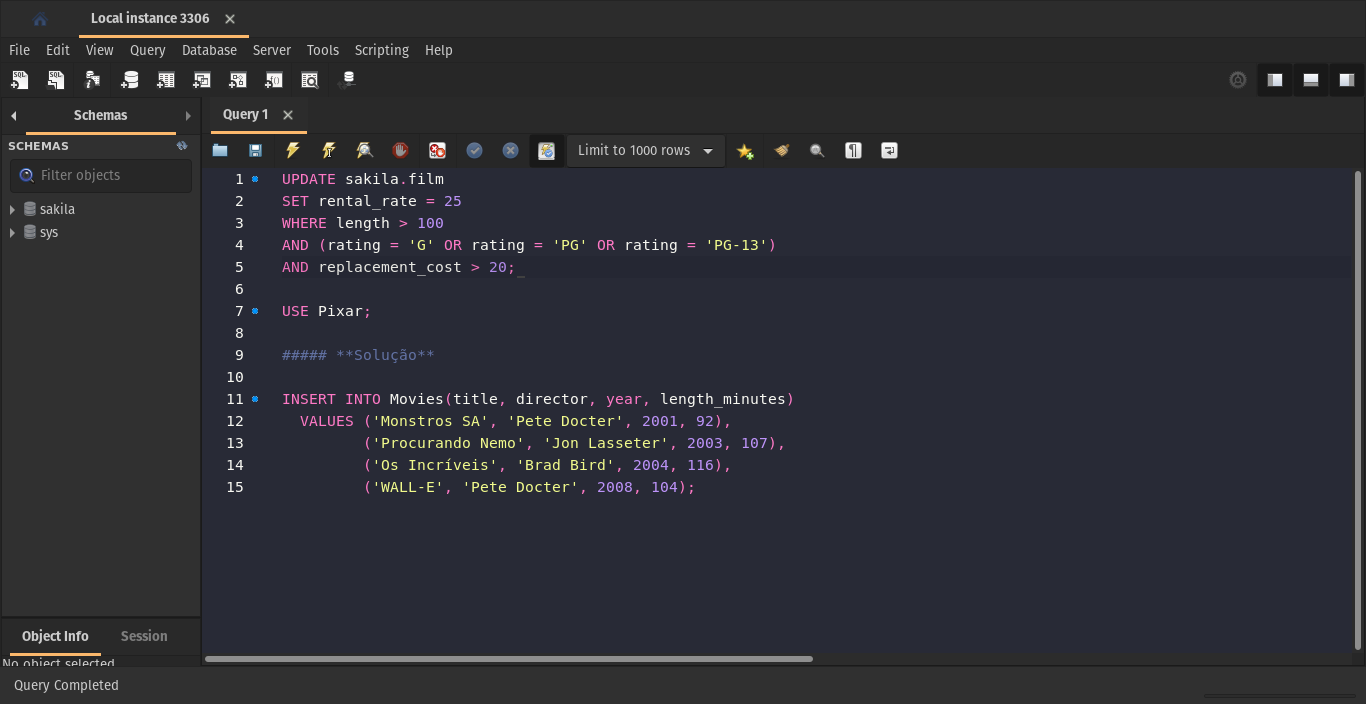 Local instance 3306
File Edit View Query Database Server Tools Scripting Help
Schemas
SCHEMAS
Filter objects
sakila
sys
Object Info Session
No object selected
Query 1
Limit to 1000 rows
1 UPDATE sakila.film
2 SET rental_rate = 25
3 WHERE length > 100
4 AND (rating = 'G' OR rating = 'PG' OR rating = 'PG-13')
5 AND replacement_cost > 20;
6
7 USE Pixar;
8
9 ##### **Solução**
10
11 INSERT INTO Movies(title, director, year, length_minutes)
12 VALUES ('Monstros SA', 'Pete Docter', 2001, 92),
13 ('Procurando Nemo', 'Jon Lasseter', 2003, 107),
14 ('Os Incríveis', 'Brad Bird', 2004, 116),
15 ('WALL-E', 'Pete Docter', 2008, 104);
Query Completed